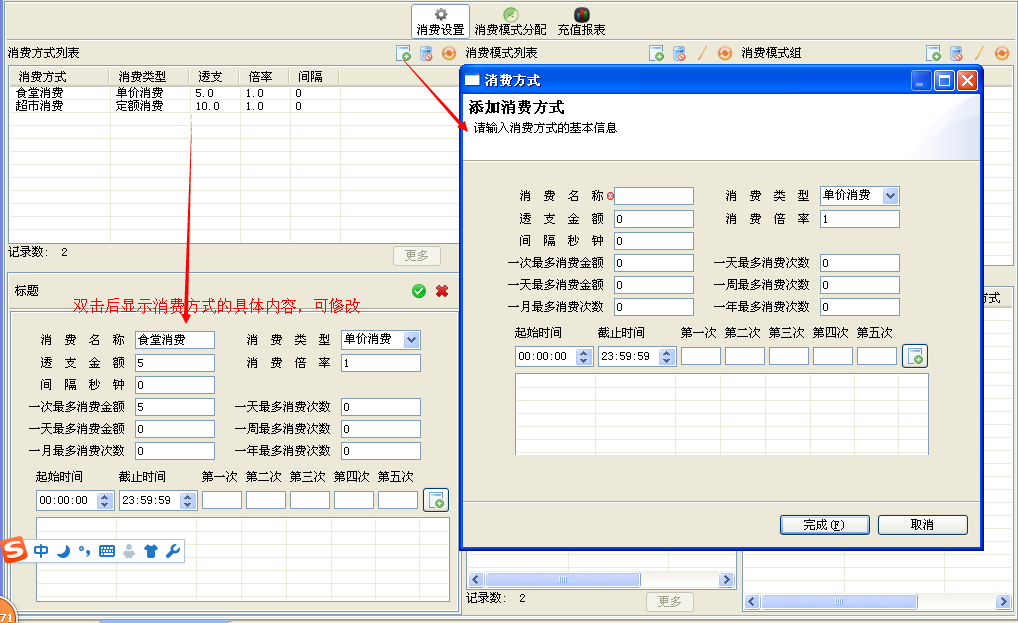 消费设置 消费模式分配 充值报表
消费方式列表
消费模式列表
消费模式组
消费方式 消费类型 透支 倍率 间隔
食堂消费 单价消费 5.0 1.0 0
超市消费 定额消费 10.0 1.0 0
记录数: 2
更多
标题
双击后显示消费方式的具体内容，可修改
消 费 名 称 食堂消费 消 费 类 型 单价消费
透 支 金 额 5 消 费 倍 率 1
间 隔 秒 钟 0
一次最多消费金额 5 一天最多消费次数 0
一天最多消费金额 0 一周最多消费次数 0
一月最多消费次数 0 一年最多消费次数 0
起始时间 截止时间 第一次 第二次 第三次 第四次 第五次
00:00:00 23:59:59
S 中
71
消费方式
添加消费方式
请输入消费方式的基本信息
消 费 名 称 消 费 类 型 单价消费
透 支 金 额 0 消 费 倍 率 1
间 隔 秒 钟 0
一次最多消费金额 0 一天最多消费次数 0
一天最多消费金额 0 一周最多消费次数 0
一月最多消费次数 0 一年最多消费次数 0
起始时间 截止时间 第一次 第二次 第三次 第四次 第五次
00:00:00 23:59:59
完成(F) 取消
方式
记录数: 2
更多